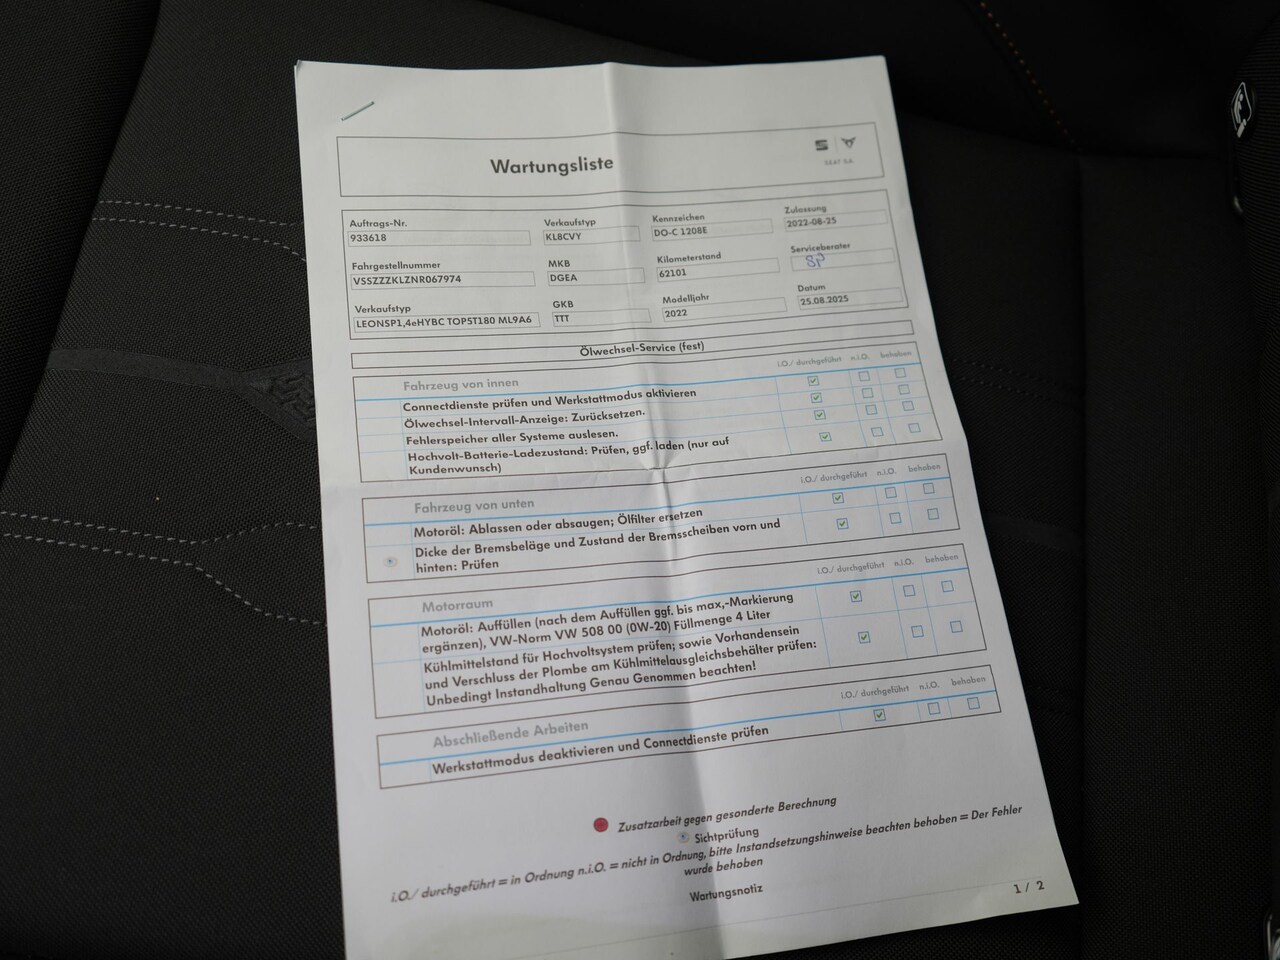 Wartungsliste
SEAT S.A.
Auftrags-Nr. Verkaufstyp Kennzeichen Zulassung
933618 KL8CVY DO-C 1208E 2022-08-25
Fahrgestellnummer MKB Kilometerstand Serviceberater
VSSZZZKLZNR067974 DGEA 62101 SP
Verkaufstyp GKB Modelljahr Datum
LEONSP1,4eHYBC TOP5T180 ML9A6 TTT 2022 25.08.2025
Ölwechsel-Service (fest)
Fahrzeug von innen i.O./ durchgeführt n.i.O. behoben
Connectdienste prüfen und Werkstattmodus aktivieren
Ölwechsel-Intervall-Anzeige: Zurücksetzen.
Fehlerspeicher aller Systeme auslesen.
Hochvolt-Batterie-Ladezustand: Prüfen, ggf. laden (nur auf
Kundenwunsch)
Fahrzeug von unten i.O./ durchgeführt n.i.O. behoben
Motoröl: Ablassen oder absaugen; Ölfilter ersetzen
Dicke der Bremsbeläge und Zustand der Bremsscheiben vorn und
hinten: Prüfen
Motorraum i.O./ durchgeführt n.i.O. behoben
Motoröl: Auffüllen (nach dem Auffüllen ggf. bis max,-Markierung
ergänzen), VW-Norm VW 508 00 (0W-20) Füllmenge 4 Liter
Kühlmittelstand für Hochvoltsystem prüfen; sowie Vorhandensein
und Verschluss der Plombe am Kühlmittelausgleichsbehälter prüfen:
Unbedingt Instandhaltung Genau Genommen beachten!
Abschließende Arbeiten i.O./ durchgeführt n.i.O. behoben
Werkstattmodus deaktivieren und Connectdienste prüfen
Zusatzarbeit gegen gesonderte Berechnung
Sichtprüfung
i.O./ durchgeführt = in Ordnung n.i.O. = nicht in Ordnung, bitte Instandsetzungshinweise beachten behoben = Der Fehler
wurde behoben
Wartungsnotiz
1 / 2